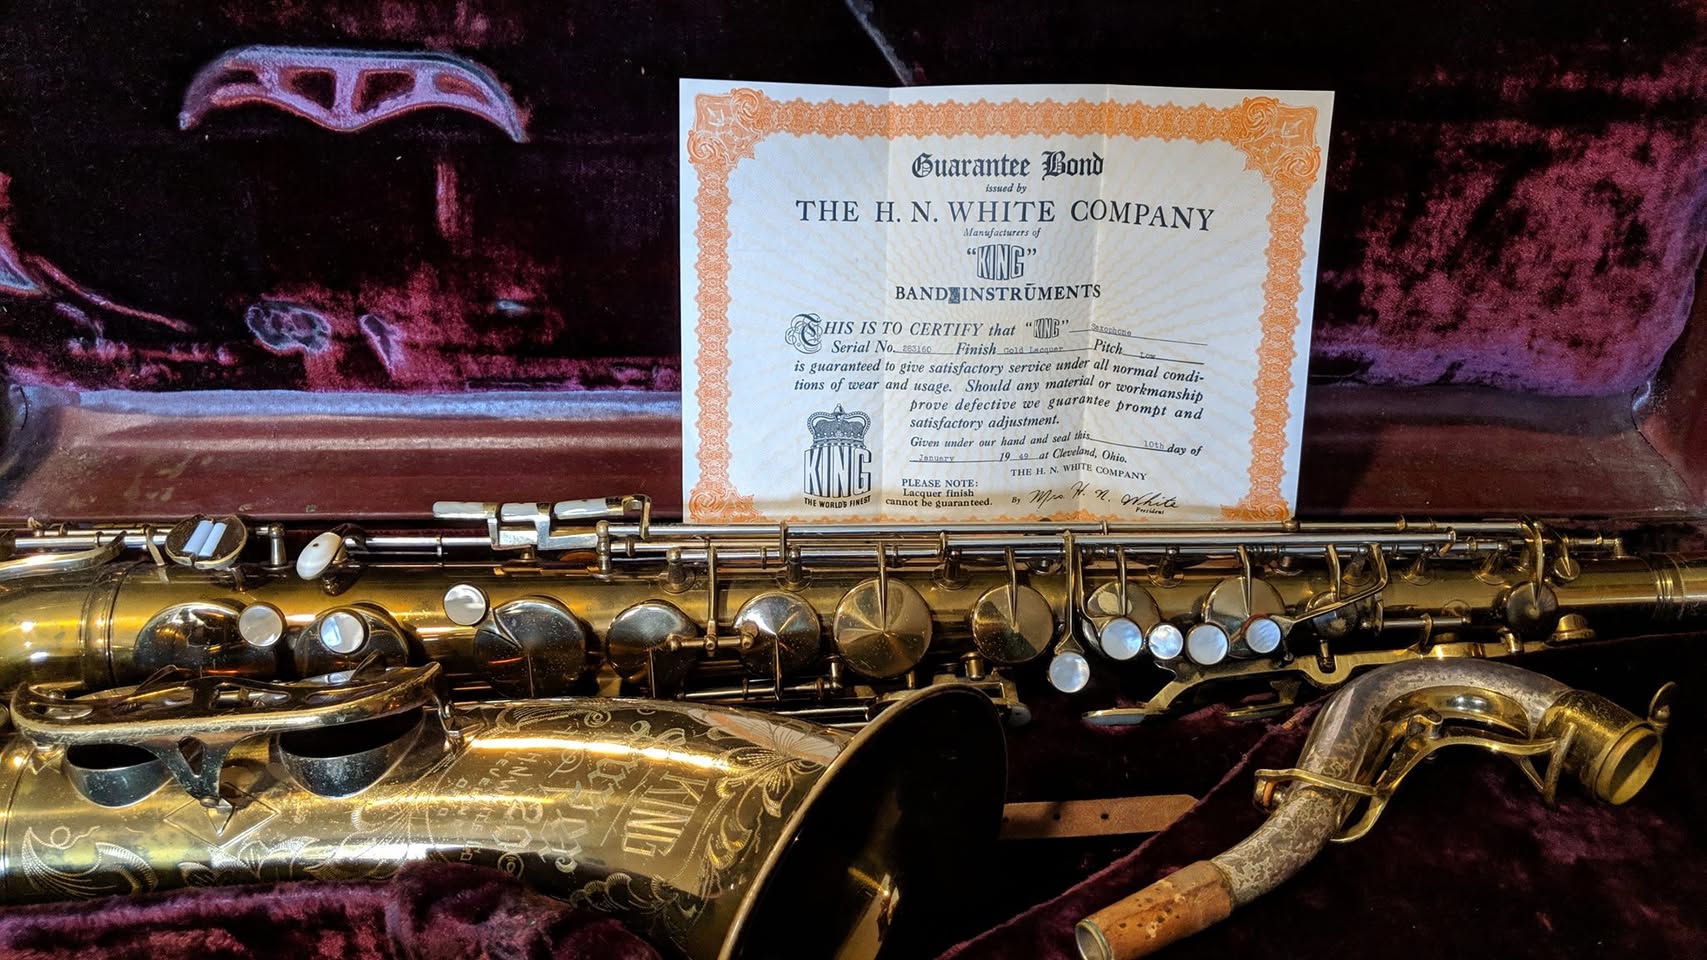 Guarantee Bond
issued by
THE H. N. WHITE COMPANY
Manufacturers of
"KING"
BAND INSTRUMENTS
THIS IS TO CERTIFY that "KING" Saxophone
Serial No. 283160 Finish Gold Lacquer Pitch Low
is guaranteed to give satisfactory service under all normal condi-
tions of wear and usage. Should any material or workmanship
prove defective we guarantee prompt and
satisfactory adjustment.
Given under our hand and seal this 10th day of
January 19 49 at Cleveland, Ohio.
THE H. N. WHITE COMPANY
PLEASE NOTE:
Lacquer finish
cannot be guaranteed.
By Mrs H. N. White
President
KING
THE WORLD'S FINEST
KING
Super
20